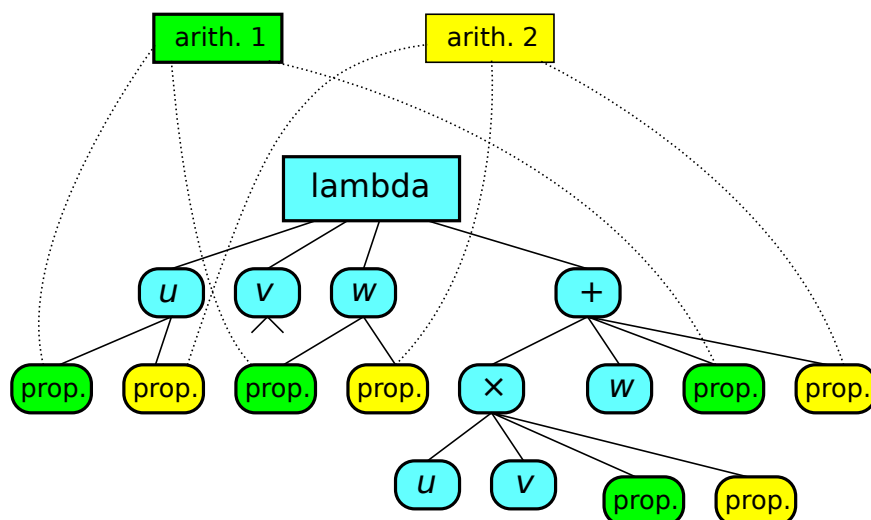 arith. 1 arith. 2
lambda
u v w +
prop. prop. prop. prop. × w prop. prop.
u v prop. prop.